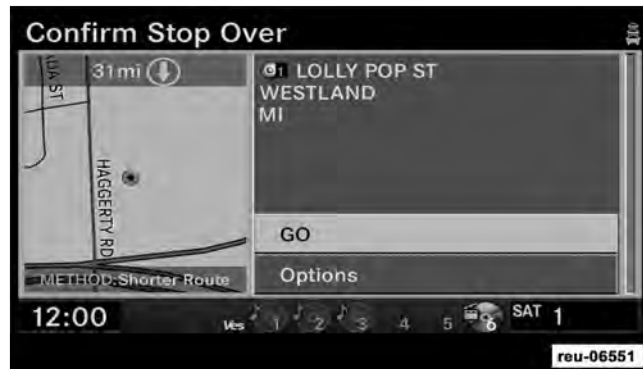 Confirm Stop Over
31mi
LOLLY POP ST
WESTLAND
MI
HAGGERTY RD
METHOD:Shorter Route
GO
Options
12:00
Ves 1 2 3 4 5 6 SAT 1
reu-06551